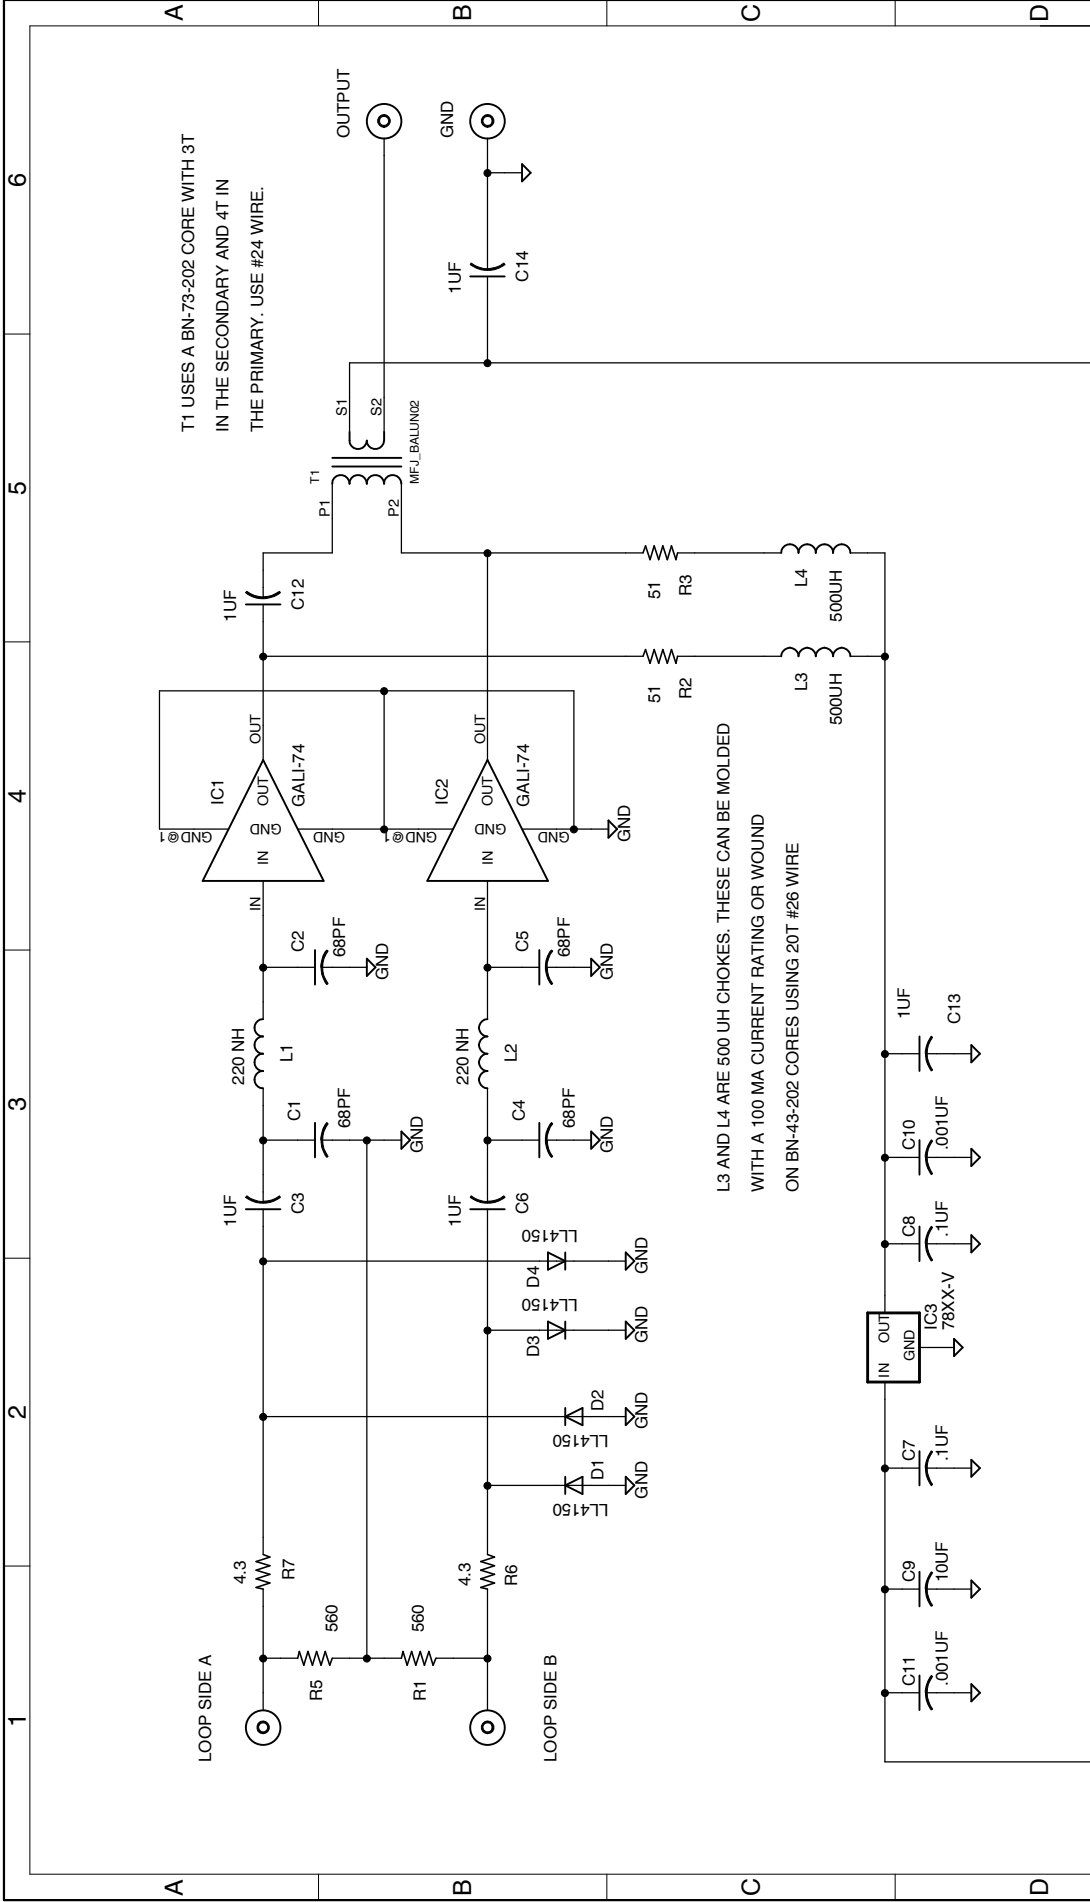 1
2
3
4
5
6
A
B
C
D
A
B
C
D
T1 USES A BN-73-202 CORE WITH 3T
IN THE SECONDARY AND 4T IN
THE PRIMARY. USE #24 WIRE.
LOOP SIDE A
4.3
R7
R5
560
R1
560
4.3
R6
LOOP SIDE B
LL4150
D1
GND
LL4150
D2
GND
D3
LL4150
GND
D4
LL4150
GND
1UF
C3
1UF
C6
C1
68PF
GND
C4
68PF
GND
220 NH
L1
220 NH
L2
C2
68PF
GND
C5
68PF
GND
IN
IC1
GND@1
IN
GND
OUT
OUT
GND
GALI-74
IN
IC2
GND@1
IN
GND
OUT
OUT
GND
GALI-74
GND
1UF
C12
T1
P1
P2
S1
S2
MFJ_BALUN02
OUTPUT
GND
1UF
C14
51
R2
51
R3
L3
500UH
L4
500UH
L3 AND L4 ARE 500 UH CHOKES. THESE CAN BE MOLDED
WITH A 100 MA CURRENT RATING OR WOUND
ON BN-43-202 CORES USING 20T #26 WIRE
C11
.001UF
C9
10UF
C7
.1UF
IN
OUT
GND
IC3
78XX-V
C8
.1UF
C10
.001UF
1UF
C13